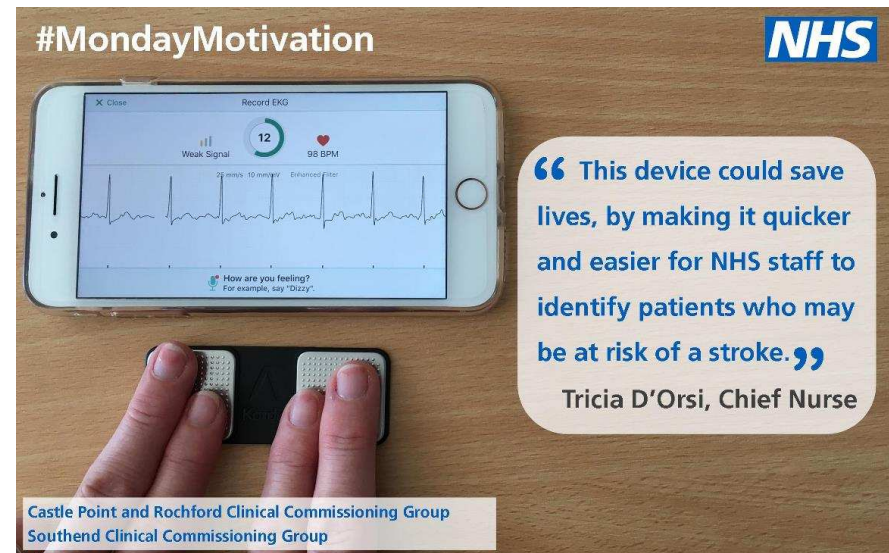 #MondayMotivation
NHS
X Close
Record EKG
Weak Signal
12
98 BPM
25 mm/s 10 mm/mV Enhanced Filter
How are you feeling?
For example, say "Dizzy".
“ This device could save
lives, by making it quicker
and easier for NHS staff to
identify patients who may
be at risk of a stroke.”
Tricia D’Orsi, Chief Nurse
Castle Point and Rochford Clinical Commissioning Group
Southend Clinical Commissioning Group